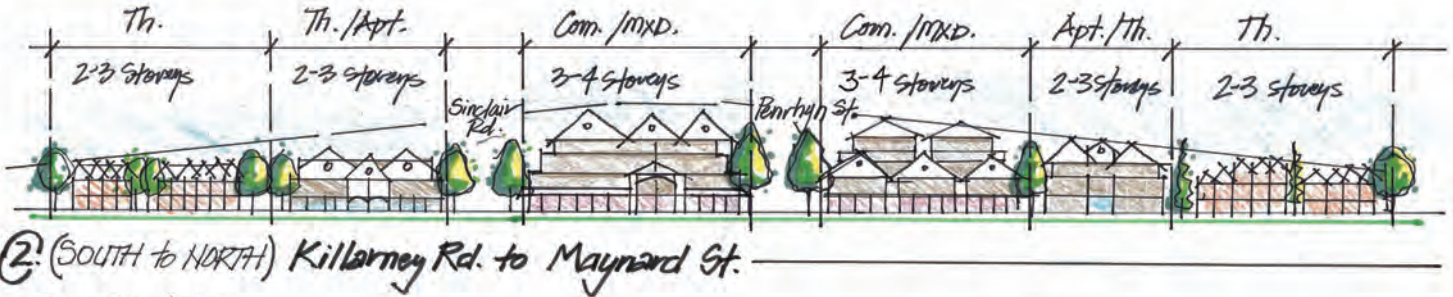 Th. Th./Apt. Com./MXD. Com./MXD. Apt./Th. Th.
2-3 Storeys 2-3 Storeys 3-4 Storeys 3-4 Storeys 2-3 Storeys 2-3 Storeys
Sinclair Rd. Penrhyn St.
2. (SOUTH to NORTH) Killarney Rd. to Maynard St.